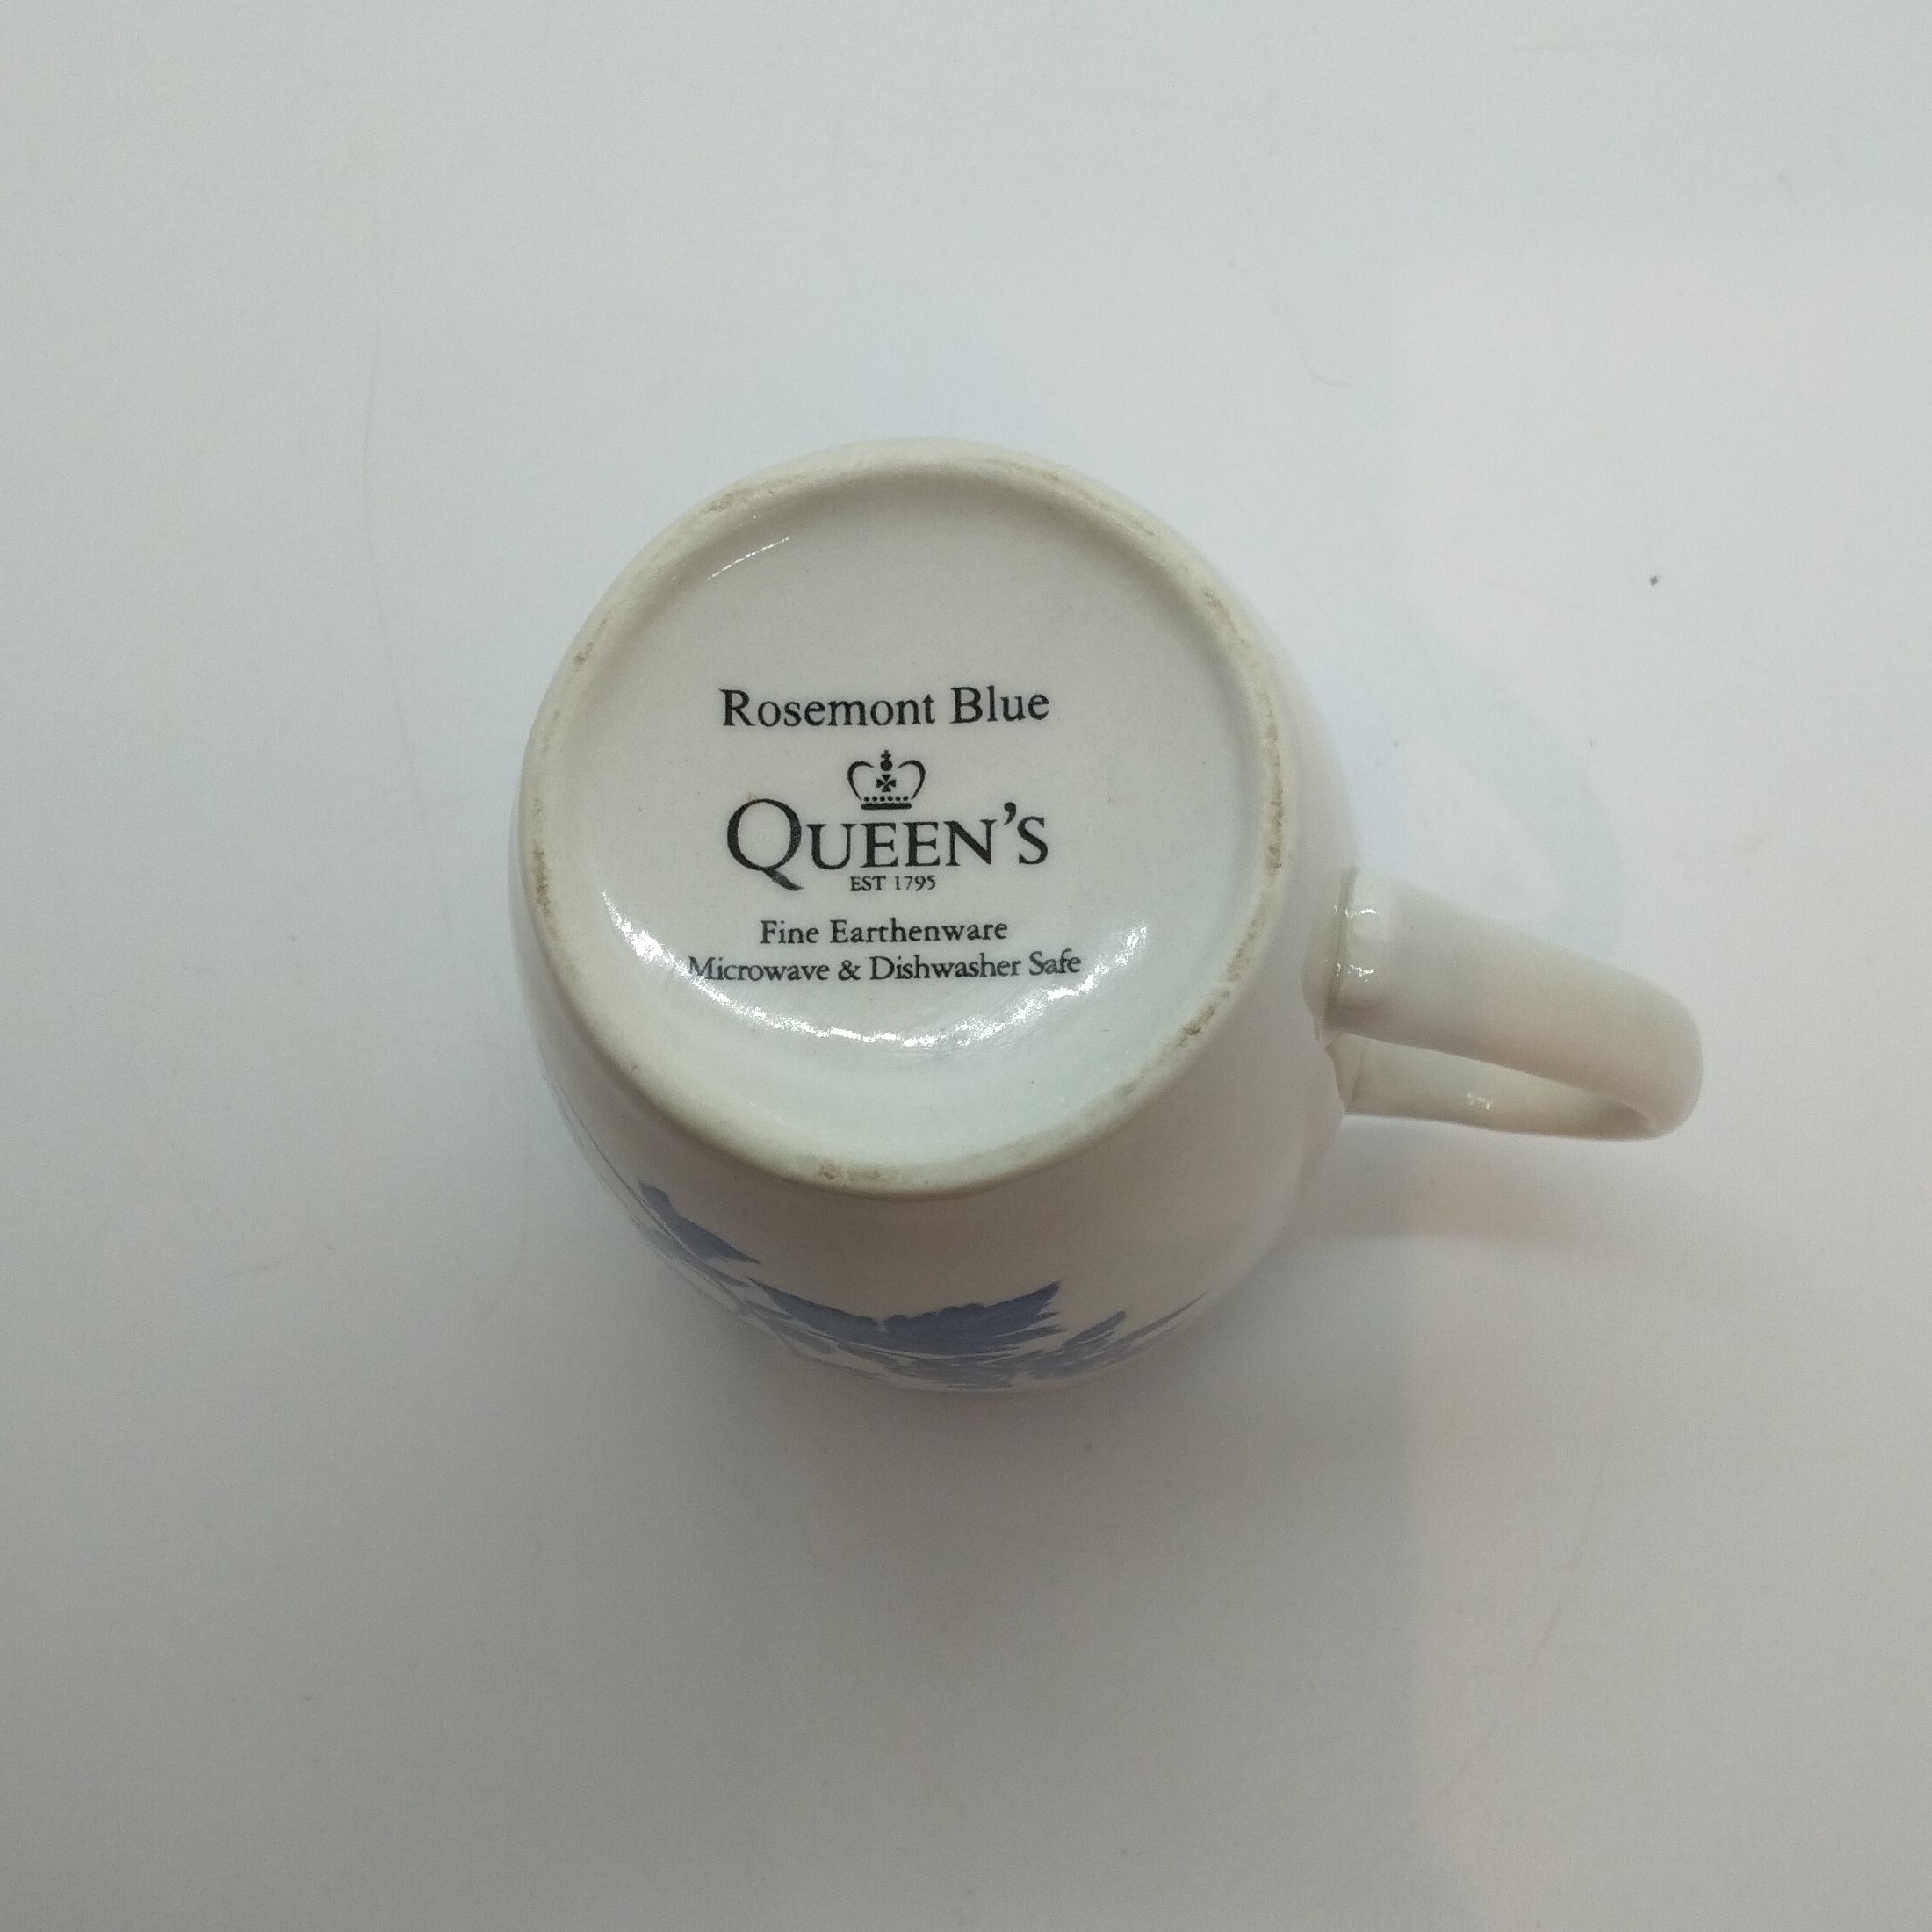 Rosemont Blue
QUEEN'S
EST 1795
Fine Earthenware
Microwave & Dishwasher Safe